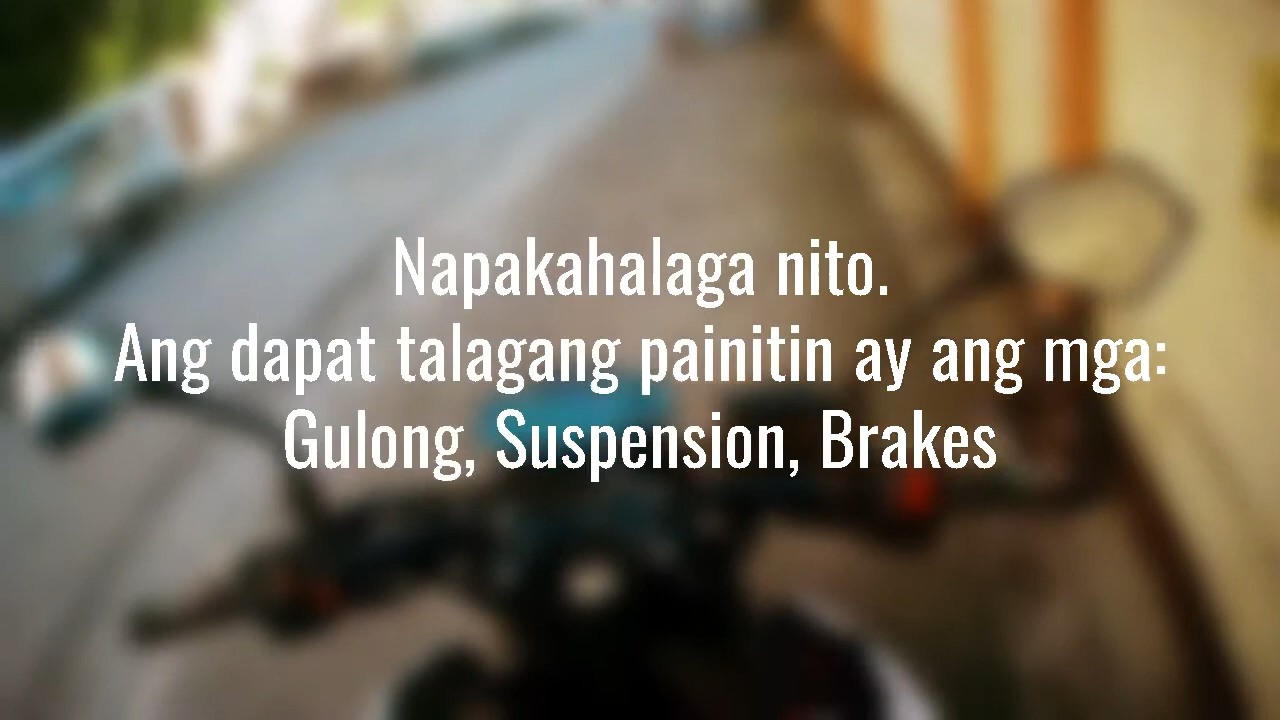 Napakahalaga nito.
Ang dapat talagang painitin ay ang mga:
Gulong, Suspension, Brakes